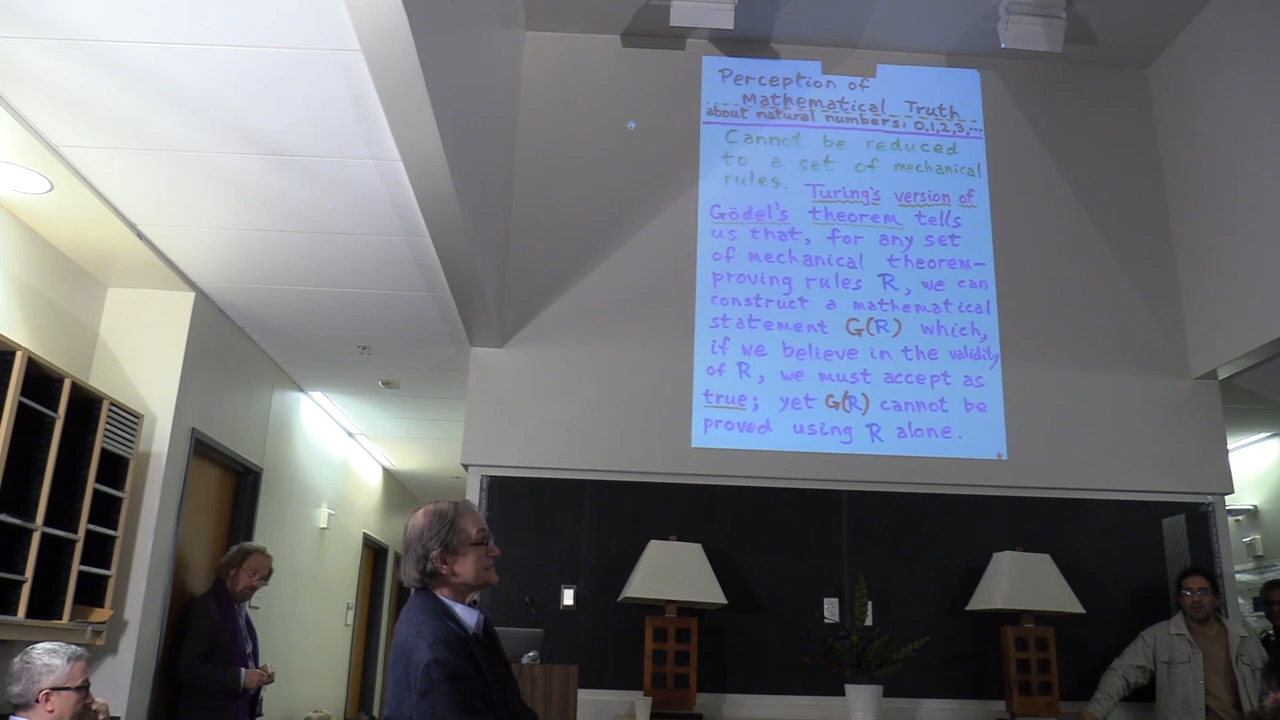 Perception of
Mathematical Truth
about natural numbers: 0,1,2,3,...
Cannot be reduced
to a set of mechanical
rules. Turing's version of
Gödel's theorem tells
us that, for any set
of mechanical theorem-
proving rules R, we can
construct a mathematical
statement G(R) which,
if we believe in the validity
of R, we must accept as
true; yet G(R) cannot be
proved using R alone.